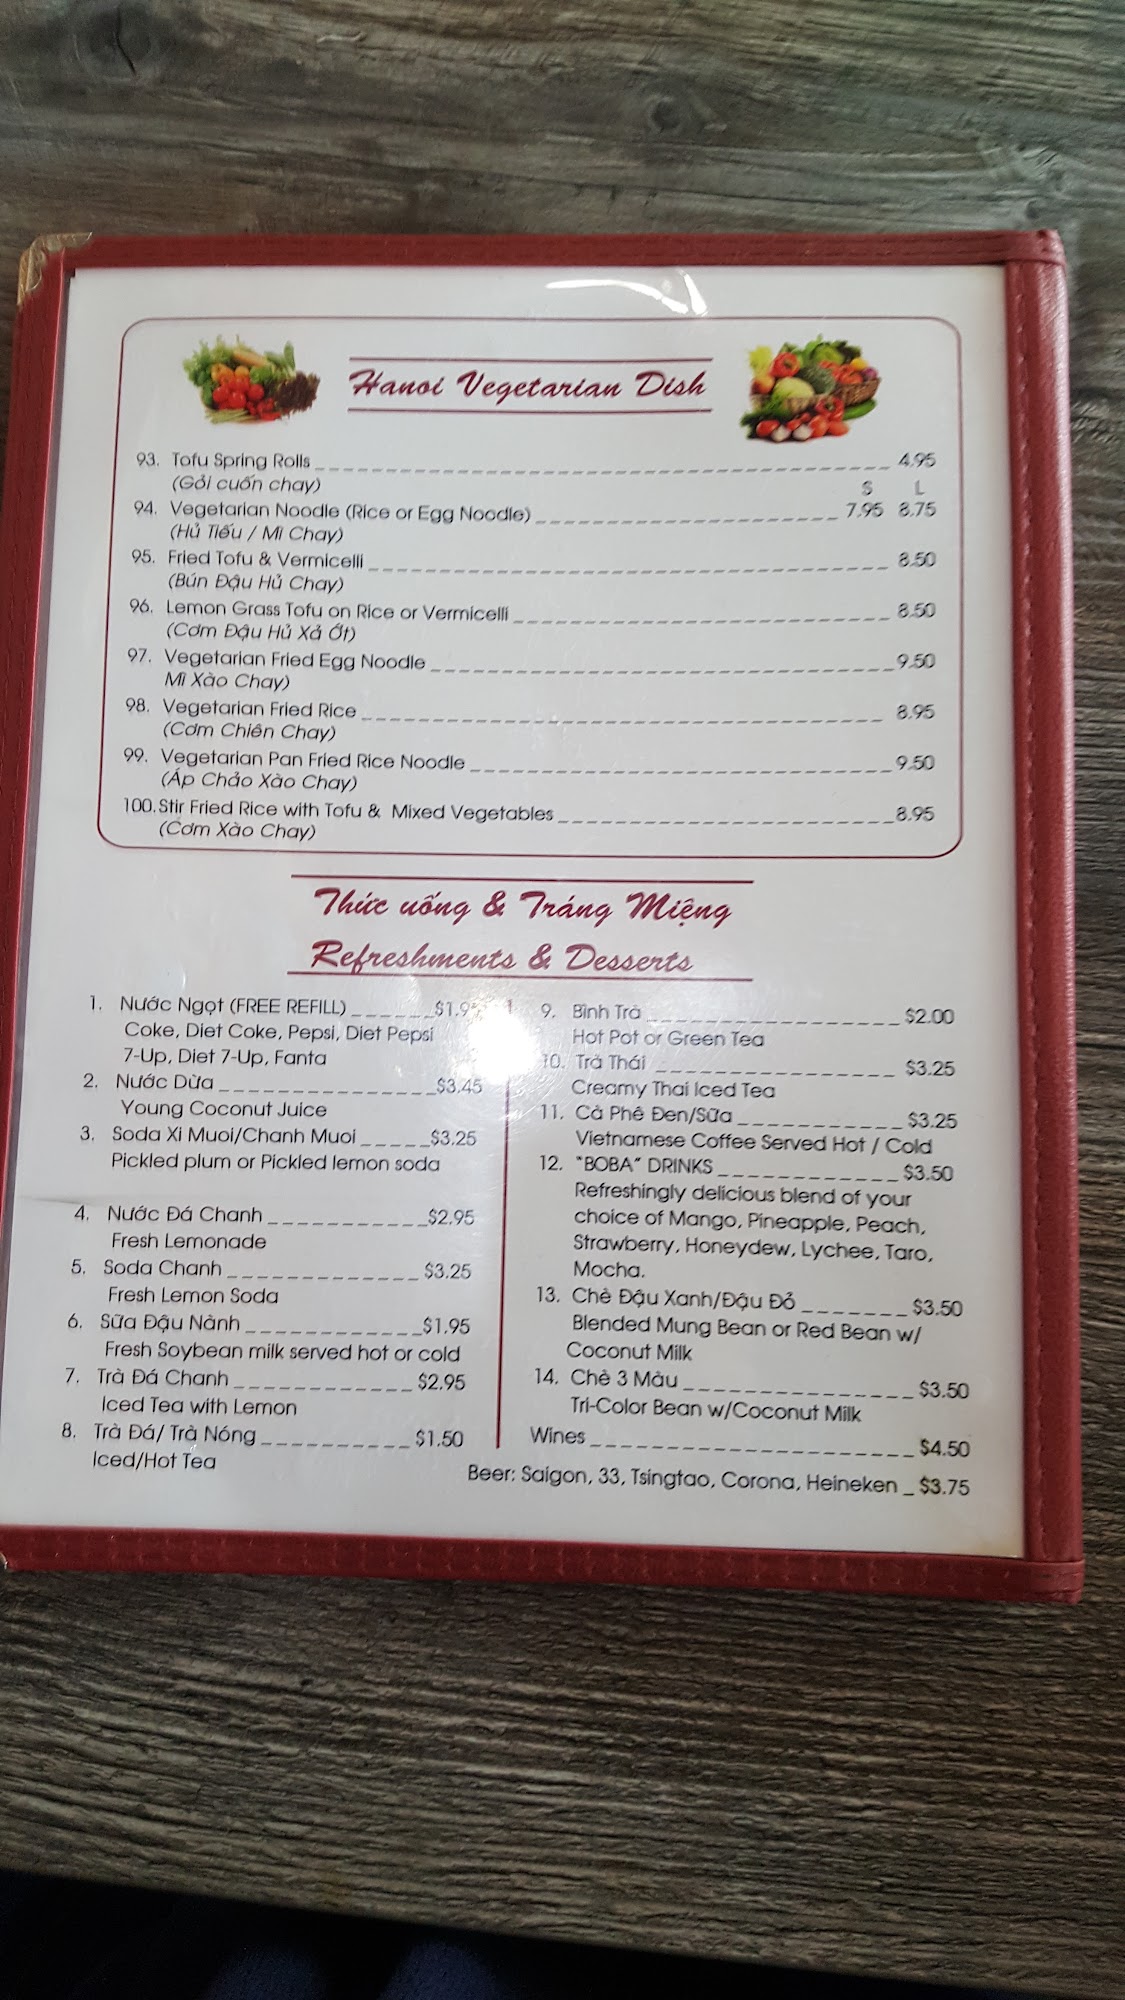 Hanoi Vegetarian Dish
93. Tofu Spring Rolls 4.95
(Gỏi cuốn chay)
S L
94. Vegetarian Noodle (Rice or Egg Noodle) 7.95 8.75
(Hủ Tiếu / Mì Chay)
95. Fried Tofu & Vermicelli 8.50
(Bún Đậu Hủ Chay)
96. Lemon Grass Tofu on Rice or Vermicelli 8.50
(Cơm Đậu Hủ Xả Ớt)
97. Vegetarian Fried Egg Noodle 9.50
Mì Xào Chay)
98. Vegetarian Fried Rice 8.95
(Cơm Chiên Chay)
99. Vegetarian Pan Fried Rice Noodle 9.50
(Áp Chảo Xào Chay)
100. Stir Fried Rice with Tofu & Mixed Vegetables 8.95
(Cơm Xào Chay)
Thức uống & Tráng Miệng
Refreshments & Desserts
1. Nước Ngọt (FREE REFILL)
Coke, Diet Coke, Pepsi, Diet Pepsi
7-Up, Diet 7-Up, Fanta
2. Nước Dừa $3.45
Young Coconut Juice
3. Soda Xi Muoi/Chanh Muoi $3.25
Pickled plum or Pickled lemon soda
4. Nước Đá Chanh $2.95
Fresh Lemonade
5. Soda Chanh $3.25
Fresh Lemon Soda
6. Sữa Đậu Nành $1.95
Fresh Soybean milk served hot or cold
7. Trà Đá Chanh $2.95
Iced Tea with Lemon
8. Trà Đá/ Trà Nóng $1.50
Iced/Hot Tea
9. Bình Trà $2.00
Hot Pot or Green Tea
10. Trà Thái $3.25
Creamy Thai Iced Tea
11. Cà Phê Đen/Sữa $3.25
Vietnamese Coffee Served Hot / Cold
12. "BOBA" DRINKS $3.50
Refreshingly delicious blend of your
choice of Mango, Pineapple, Peach,
Strawberry, Honeydew, Lychee, Taro,
Mocha.
13. Chè Đậu Xanh/Đậu Đỏ $3.50
Blended Mung Bean or Red Bean w/
Coconut Milk
14. Chè 3 Màu $3.50
Tri-Color Bean w/Coconut Milk
Wines $4.50
Beer: Saigon, 33, Tsingtao, Corona, Heineken $3.75